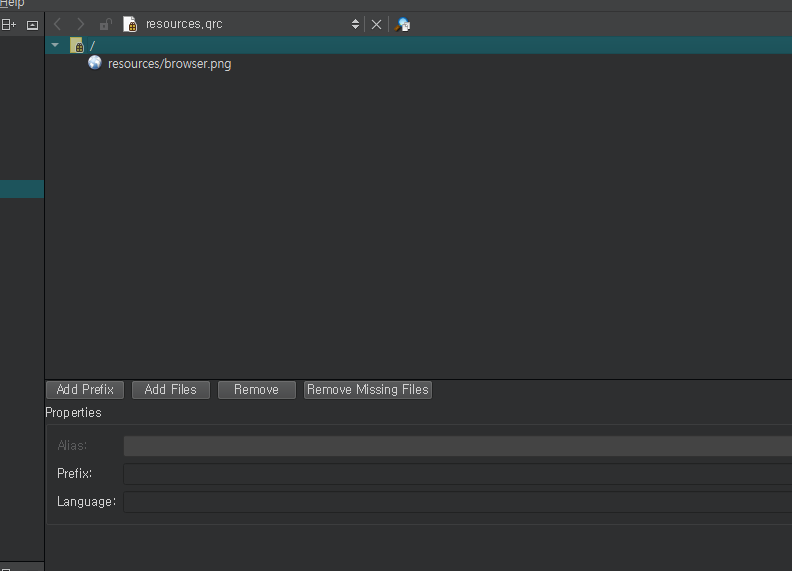 Help
resources.qrc
/
resources/browser.png
Add Prefix Add Files Remove Remove Missing Files
Properties
Alias:
Prefix:
Language: